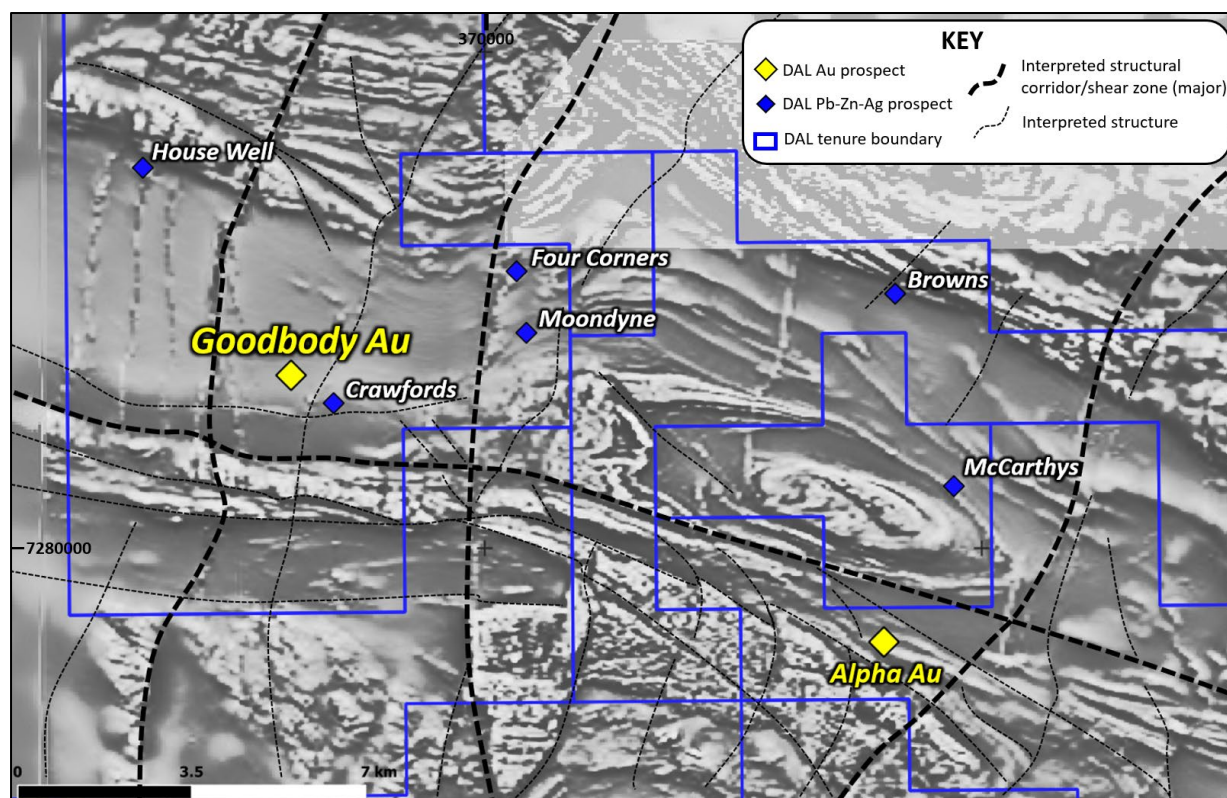 370000
KEY
DAL Au prospect
DAL Pb-Zn-Ag prospect
DAL tenure boundary
Interpreted structural
corridor/shear zone (major)
Interpreted structure
House Well
Four Corners
Browns
Moondyne
Goodbody Au
Crawfords
McCarthys
7280000
Alpha Au
0
3.5
7 km